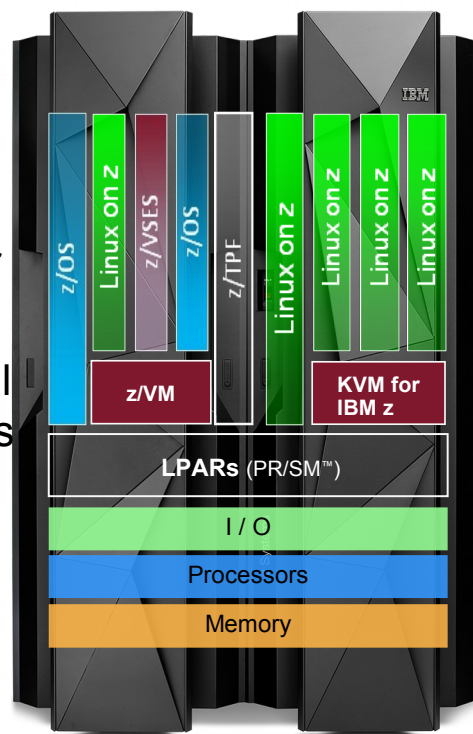 IBM
z/OS
Linux on z
z/VSES
z/OS
z/TPF
Linux on z
Linux on z
Linux on z
Linux on z
z/VM
KVM for
IBM z
LPARs (PR/SM™)
I / O
Processors
Memory